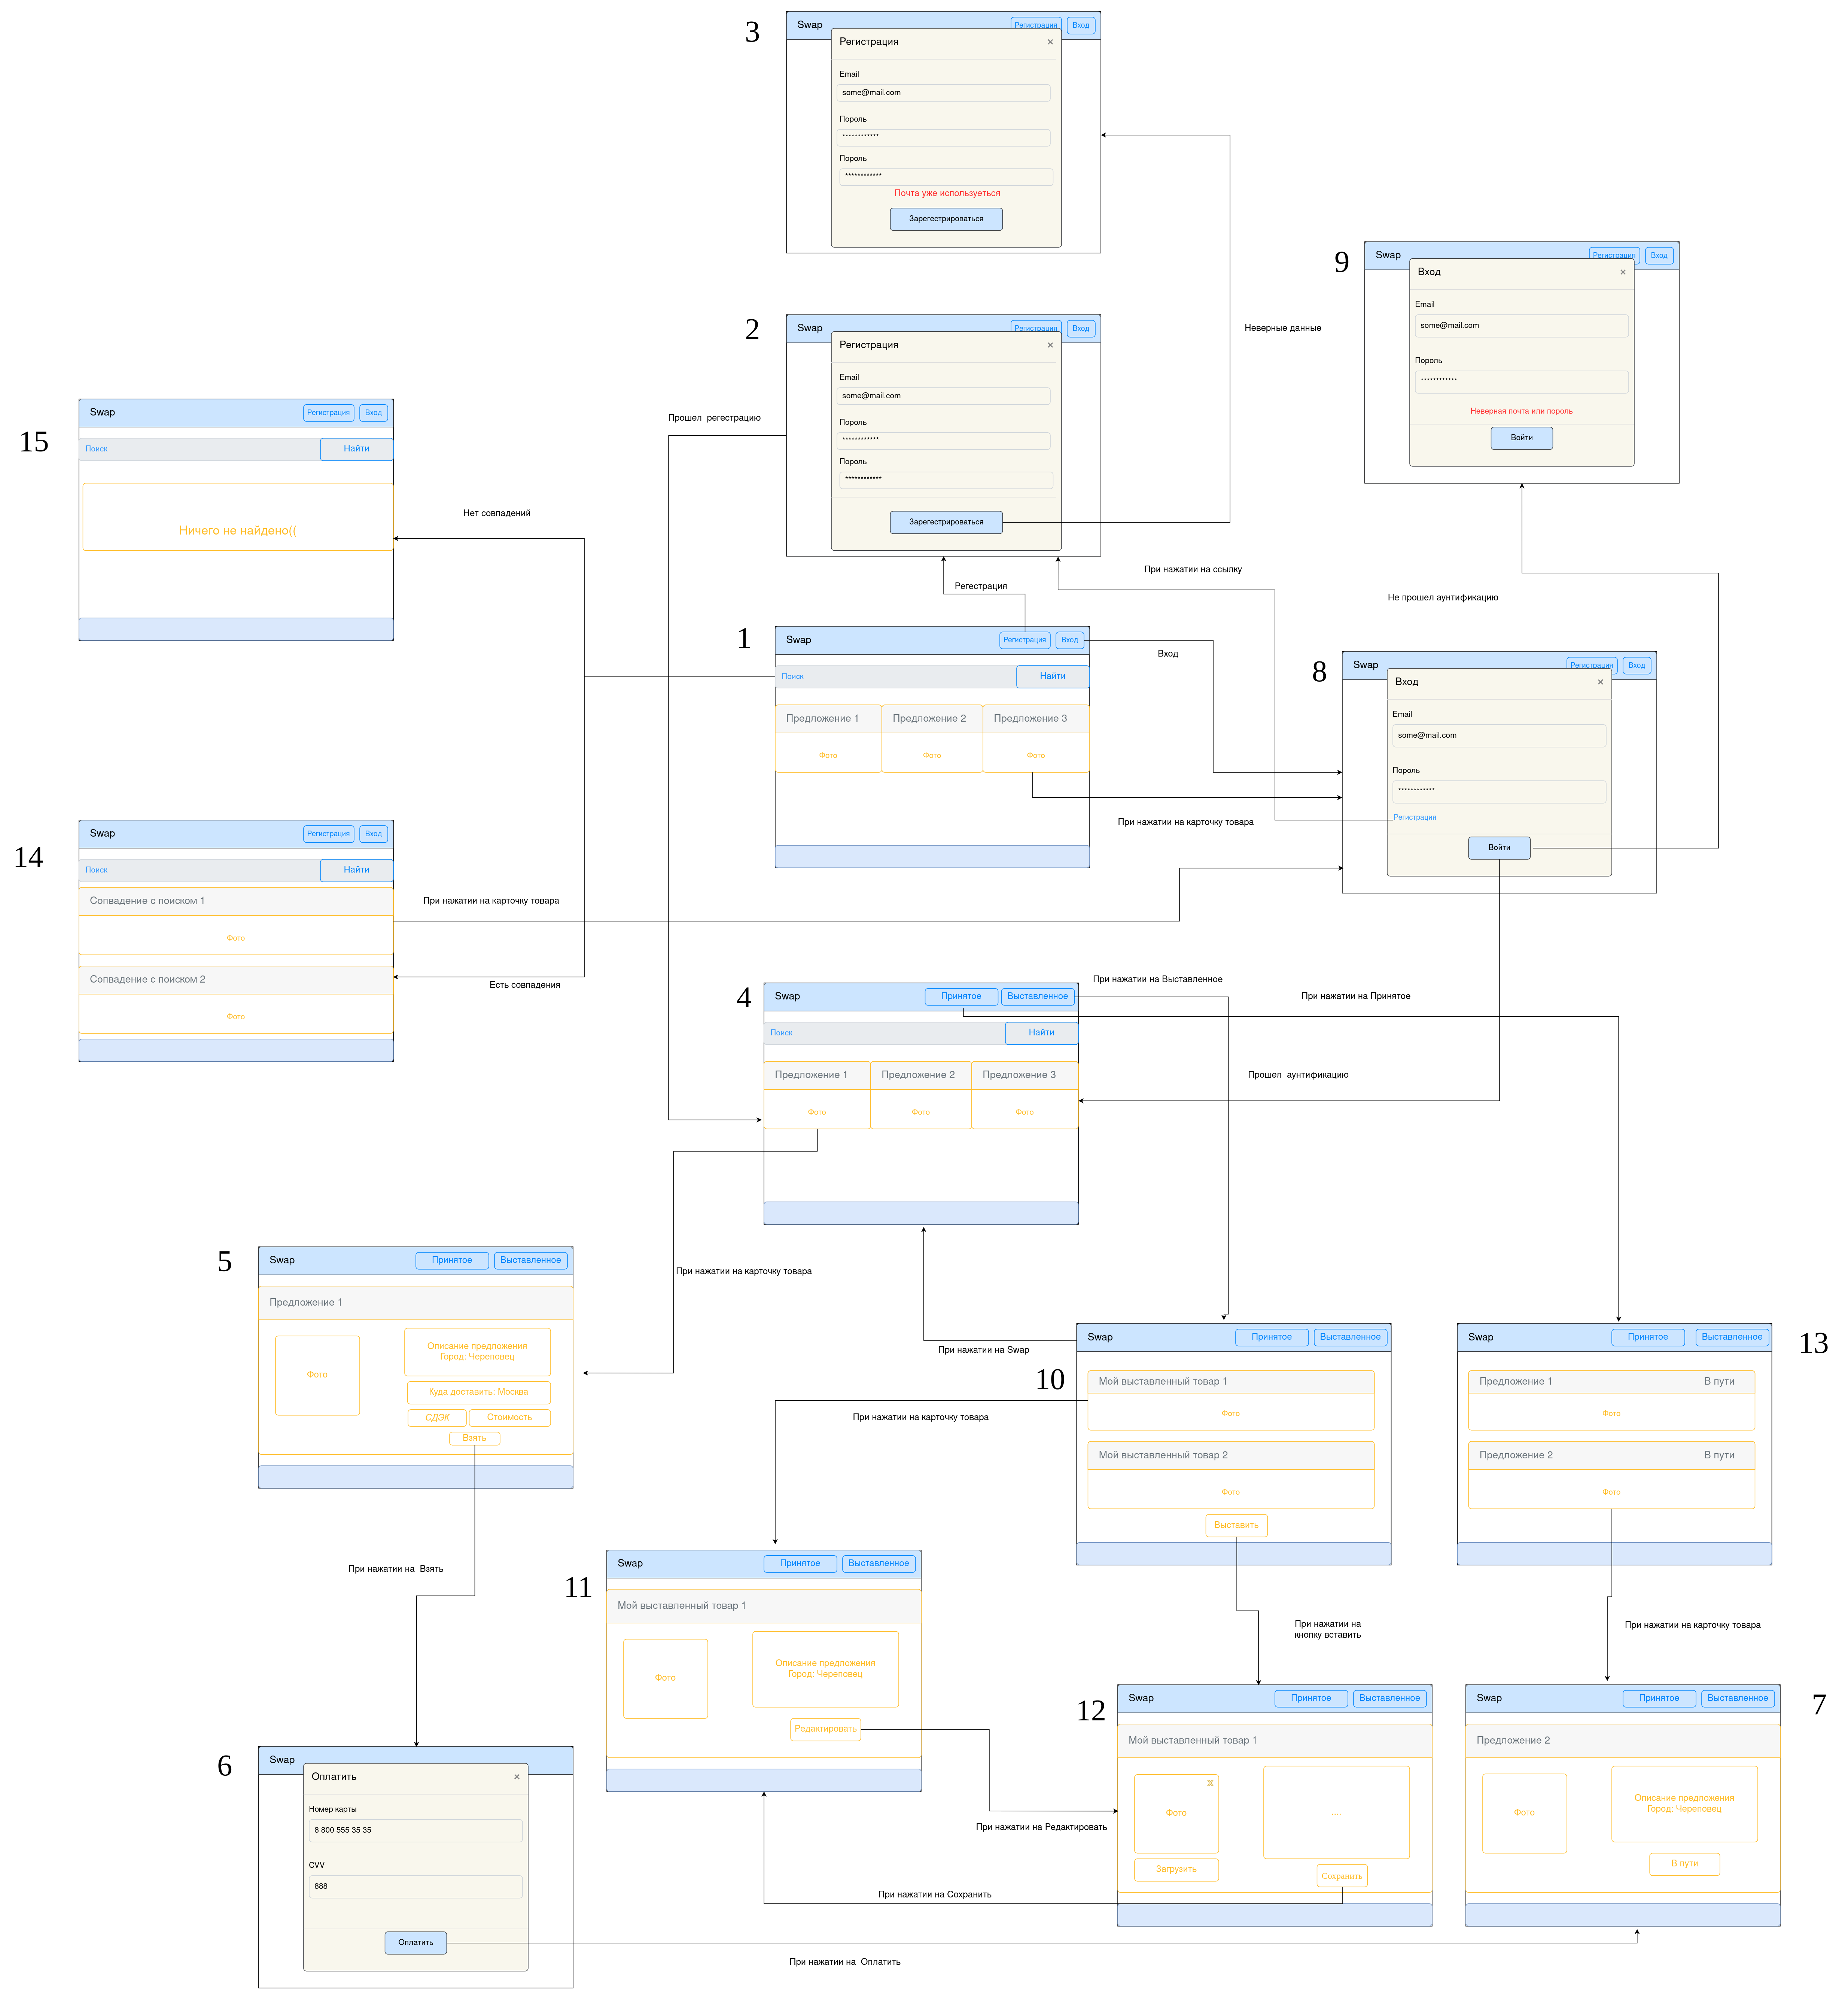 3
Swap
Регистрация
Вход
Регистрация
×
Email
some@mail.com
Пороль
************
Пороль
************
Почта уже используеться
Зарегестрироваться
9
Swap
Регистрация
Вход
Вход
×
Email
some@mail.com
Пороль
************
Неверная почта или пороль
Войти
Неверные данные
2
Swap
Регистрация
Вход
Регистрация
×
Email
some@mail.com
Пороль
************
Пороль
************
Зарегестрироваться
Прошел регестрацию
15
Swap
Регистрация
Вход
Поиск
Найти
Ничего не найдено((
Нет совпадений
Регестрация
При нажатии на ссылку
Не прошел аунтификацию
1
Swap
Регистрация
Вход
Поиск
Найти
Предложение 1
Предложение 2
Предложение 3
Фото
Фото
Фото
Вход
При нажатии на карточку товара
8
Swap
Регистрация
Вход
Вход
×
Email
some@mail.com
Пороль
************
Регистрация
Войти
14
Swap
Регистрация
Вход
Поиск
Найти
Сопвадение с поиском 1
Фото
Сопвадение с поиском 2
Фото
При нажатии на карточку товара
Есть совпадения
4
Swap
Принятое
Выставленное
Поиск
Найти
Предложение 1
Предложение 2
Предложение 3
Фото
Фото
Фото
При нажатии на Выставленное
При нажатии на Принятое
Прошел аунтификацию
5
Swap
Принятое
Выставленное
Предложение 1
Фото
Описание предложения
Город: Череповец
Куда доставить: Москва
СДЭК
Стоимость
Взять
При нажатии на карточку товара
При нажатии на Swap
10
Swap
Принятое
Выставленное
Мой выставленный товар 1
Фото
Мой выставленный товар 2
Фото
Выставить
13
Swap
Принятое
Выставленное
Предложение 1
В пути
Фото
Предложение 2
В пути
Фото
При нажатии на карточку товара
При нажатии на Взять
11
Swap
Принятое
Выставленное
Мой выставленный товар 1
Фото
Описание предложения
Город: Череповец
Редактировать
При нажатии на
кнопку вставить
При нажатии на карточку товара
12
Swap
Принятое
Выставленное
Мой выставленный товар 1
Фото
×
....
Загрузить
Сохранить
7
Swap
Принятое
Выставленное
Предложение 2
Фото
Описание предложения
Город: Череповец
В пути
6
Swap
Оплатить
×
Номер карты
8 800 555 35 35
CVV
888
Оплатить
При нажатии на Редактировать
При нажатии на Сохранить
При нажатии на Оплатить